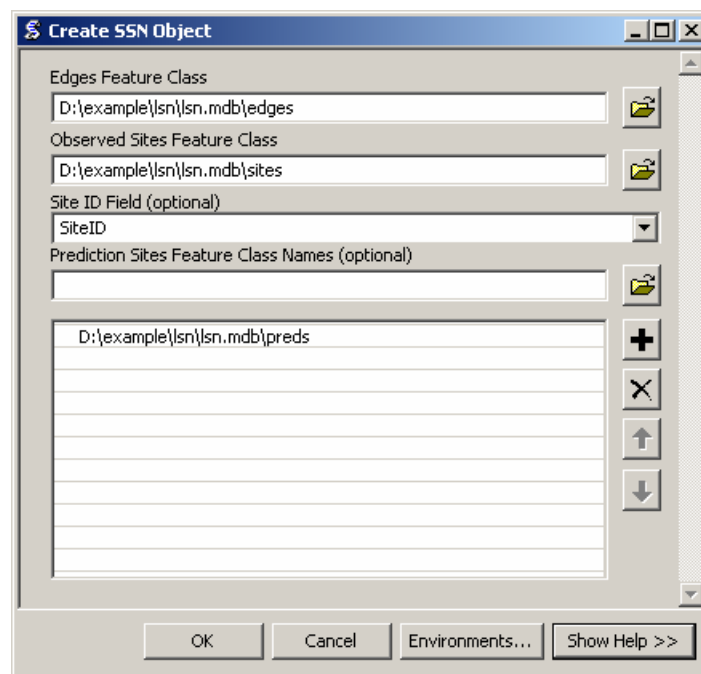 Create SSN Object
Edges Feature Class
D:\example\lsn\lsn.mdb\edges
Observed Sites Feature Class
D:\example\lsn\lsn.mdb\sites
Site ID Field (optional)
SiteID
Prediction Sites Feature Class Names (optional)
D:\example\lsn\lsn.mdb\preds
OK Cancel Environments... Show Help >>